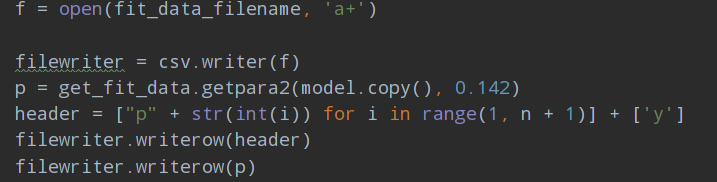 f = open(fit_data_filename, 'a+')
filewriter = csv.writer(f)
p = get_fit_data.getpara2(model.copy(), 0.142)
header = ["p" + str(int(i)) for i in range(1, n + 1)] + ['y']
filewriter.writerow(header)
filewriter.writerow(p)